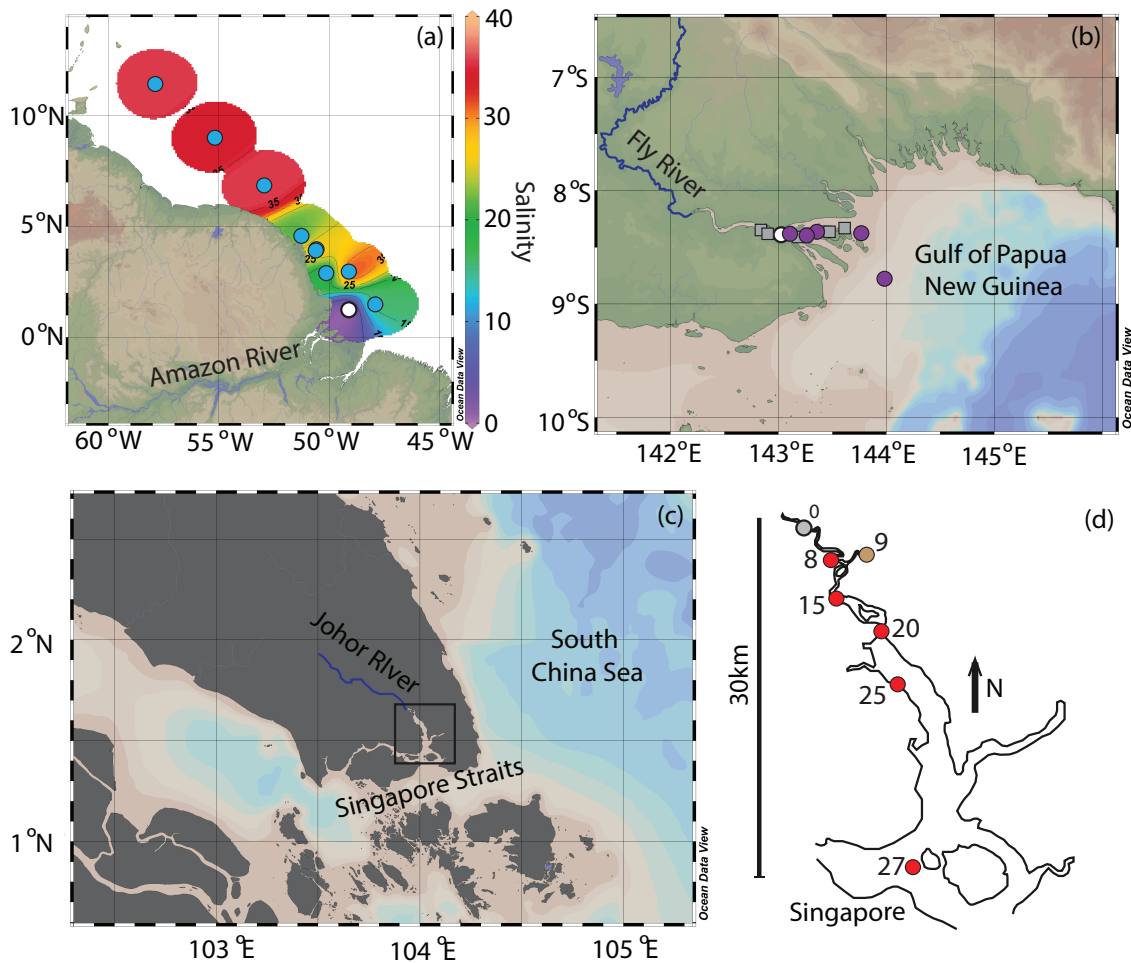 (a)
40
30
20
10
0
Salinity
10°N
5°N
0°N
35
35
25
25
Amazon River
Ocean Data View
60°W
55°W
50°W
45°W
(b)
7°S
8°S
9°S
10°S
Fly River
Gulf of Papua
New Guinea
Ocean Data View
142°E
143°E
144°E
145°E
(c)
2°N
1°N
Johor RIver
South
China Sea
Singapore Straits
Ocean Data View
103°E
104°E
105°E
(d)
30km
0
8
9
15
20
25
N
27
Singapore